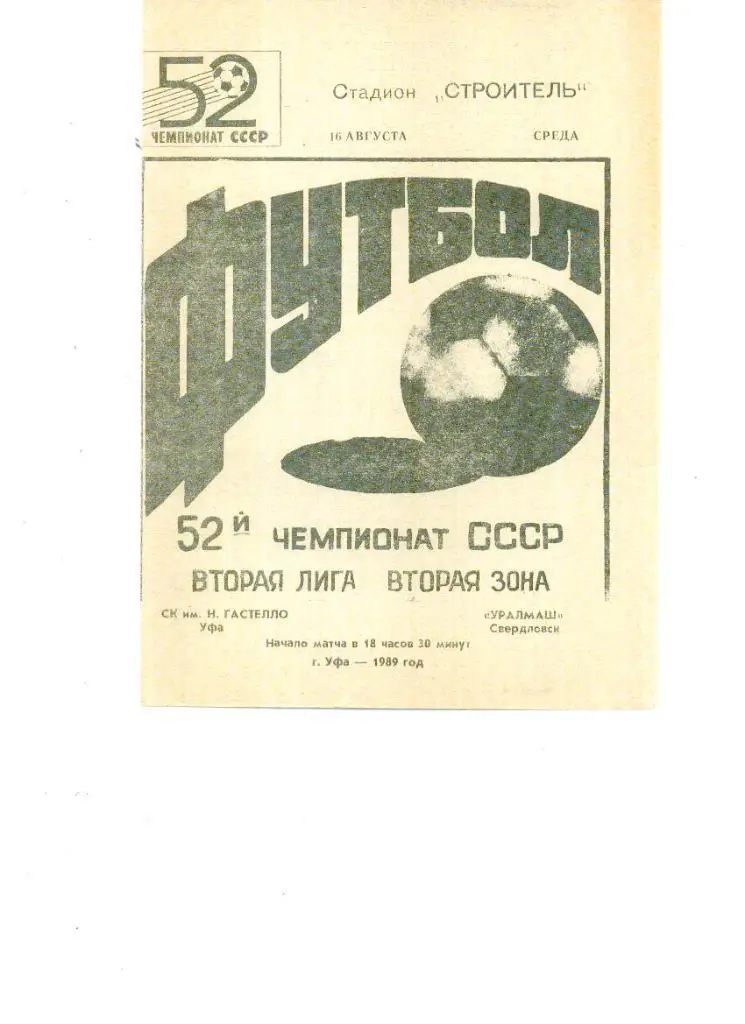 52
ЧЕМПИОНАТ СССР
Стадион „СТРОИТЕЛЬ“
16 АВГУСТА СРЕДА
ФУТБОЛ
52й ЧЕМПИОНАТ СССР
ВТОРАЯ ЛИГА ВТОРАЯ ЗОНА
СК им. Н. ГАСТЕЛЛО «УРАЛМАШ»
Уфа Свердловск
Начало матча в 18 часов 30 минут
г. Уфа — 1989 год